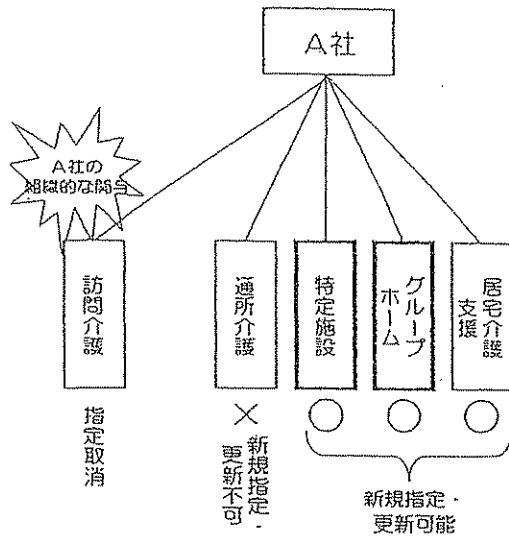 A社
A社の
組織的な関与
訪問介護
通所介護
特定施設
グループ
ホーム
居宅介護
支援
指定取消
×
新規指定・
更新不可
○
○
○
新規指定・
更新可能